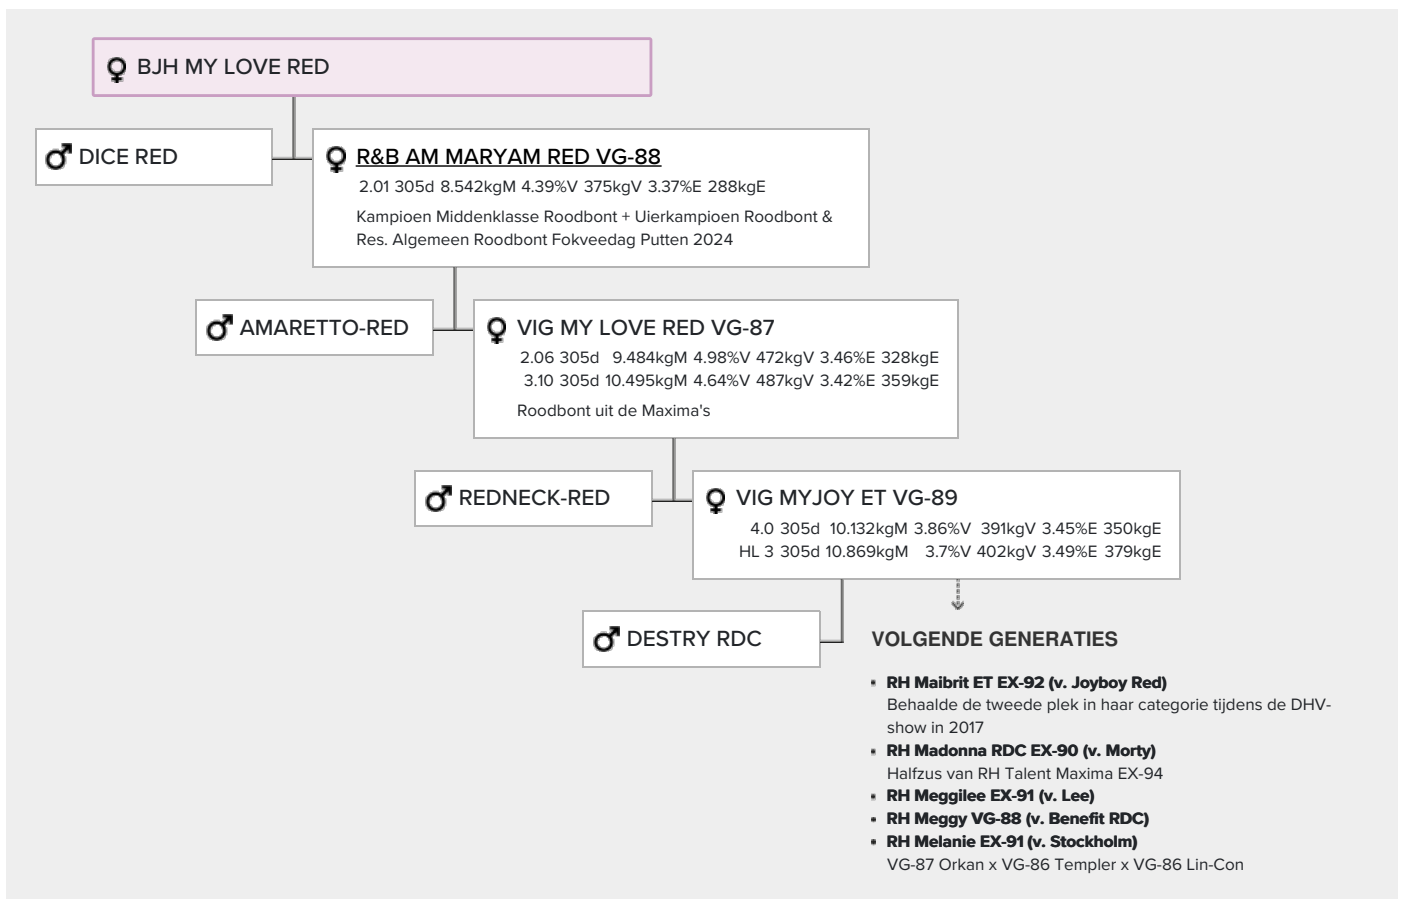 BJH MY LOVE RED
DICE RED
R&B AM MARYAM RED VG-88
2.01 305d 8.542kgM 4.39%V 375kgV 3.37%E 288kgE
Kampioen Middenklasse Roodbont + Uierkampioen Roodbont &
Res. Algemeen Roodbont Fokveedag Putten 2024
AMARETTO-RED
VIG MY LOVE RED VG-87
2.06 305d 9.484kgM 4.98%V 472kgV 3.46%E 328kgE
3.10 305d 10.495kgM 4.64%V 487kgV 3.42%E 359kgE
Roodbont uit de Maxima's
REDNECK-RED
VIG MYJOY ET VG-89
4.0 305d 10.132kgM 3.86%V 391kgV 3.45%E 350kgE
HL 3 305d 10.869kgM 3.7%V 402kgV 3.49%E 379kgE
DESTRY RDC
VOLGENDE GENERATIES
▪ RH Maibrit ET EX-92 (v. Joyboy Red)
Behaalde de tweede plek in haar categorie tijdens de DHV-
show in 2017
▪ RH Madonna RDC EX-90 (v. Morty)
Halfzus van RH Talent Maxima EX-94
▪ RH Meggilee EX-91 (v. Lee)
▪ RH Meggy VG-88 (v. Benefit RDC)
▪ RH Melanie EX-91 (v. Stockholm)
VG-87 Orkan x VG-86 Templer x VG-86 Lin-Con